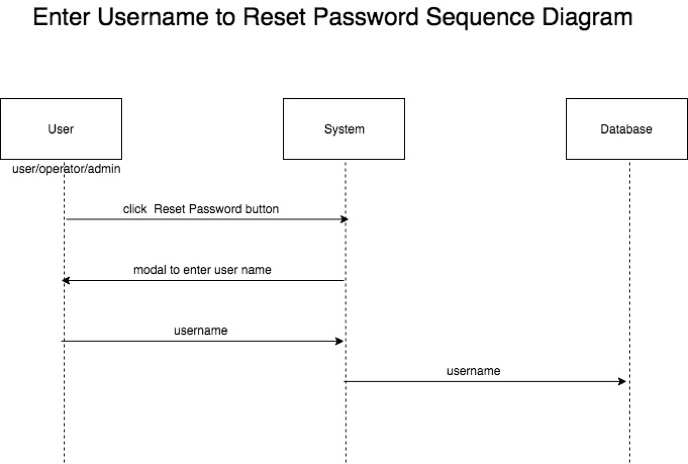 Enter Username to Reset Password Sequence Diagram
User
System
Database
user/operator/admin
click  Reset Password button
modal to enter user name
username
username